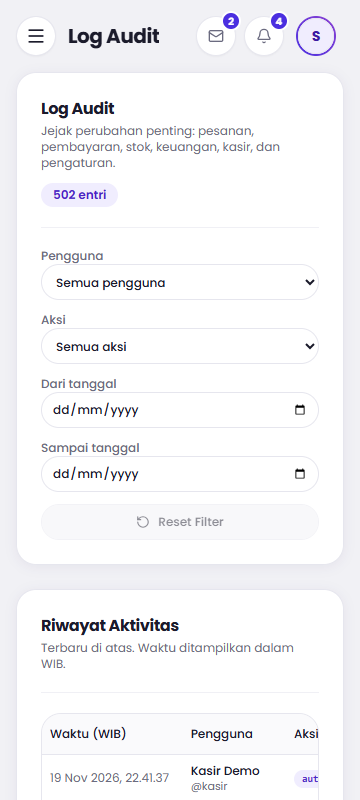 Log Audit
2
4
S
Log Audit
Jejak perubahan penting: pesanan,
pembayaran, stok, keuangan, kasir, dan
pengaturan.
502 entri
Pengguna
Semua pengguna
Aksi
Semua aksi
Dari tanggal
dd/mm/yyyy
Sampai tanggal
dd/mm/yyyy
Reset Filter
Riwayat Aktivitas
Terbaru di atas. Waktu ditampilkan dalam
WIB.
Waktu (WIB) Pengguna Aksi
19 Nov 2026, 22.41.37 Kasir Demo aut
@kasir